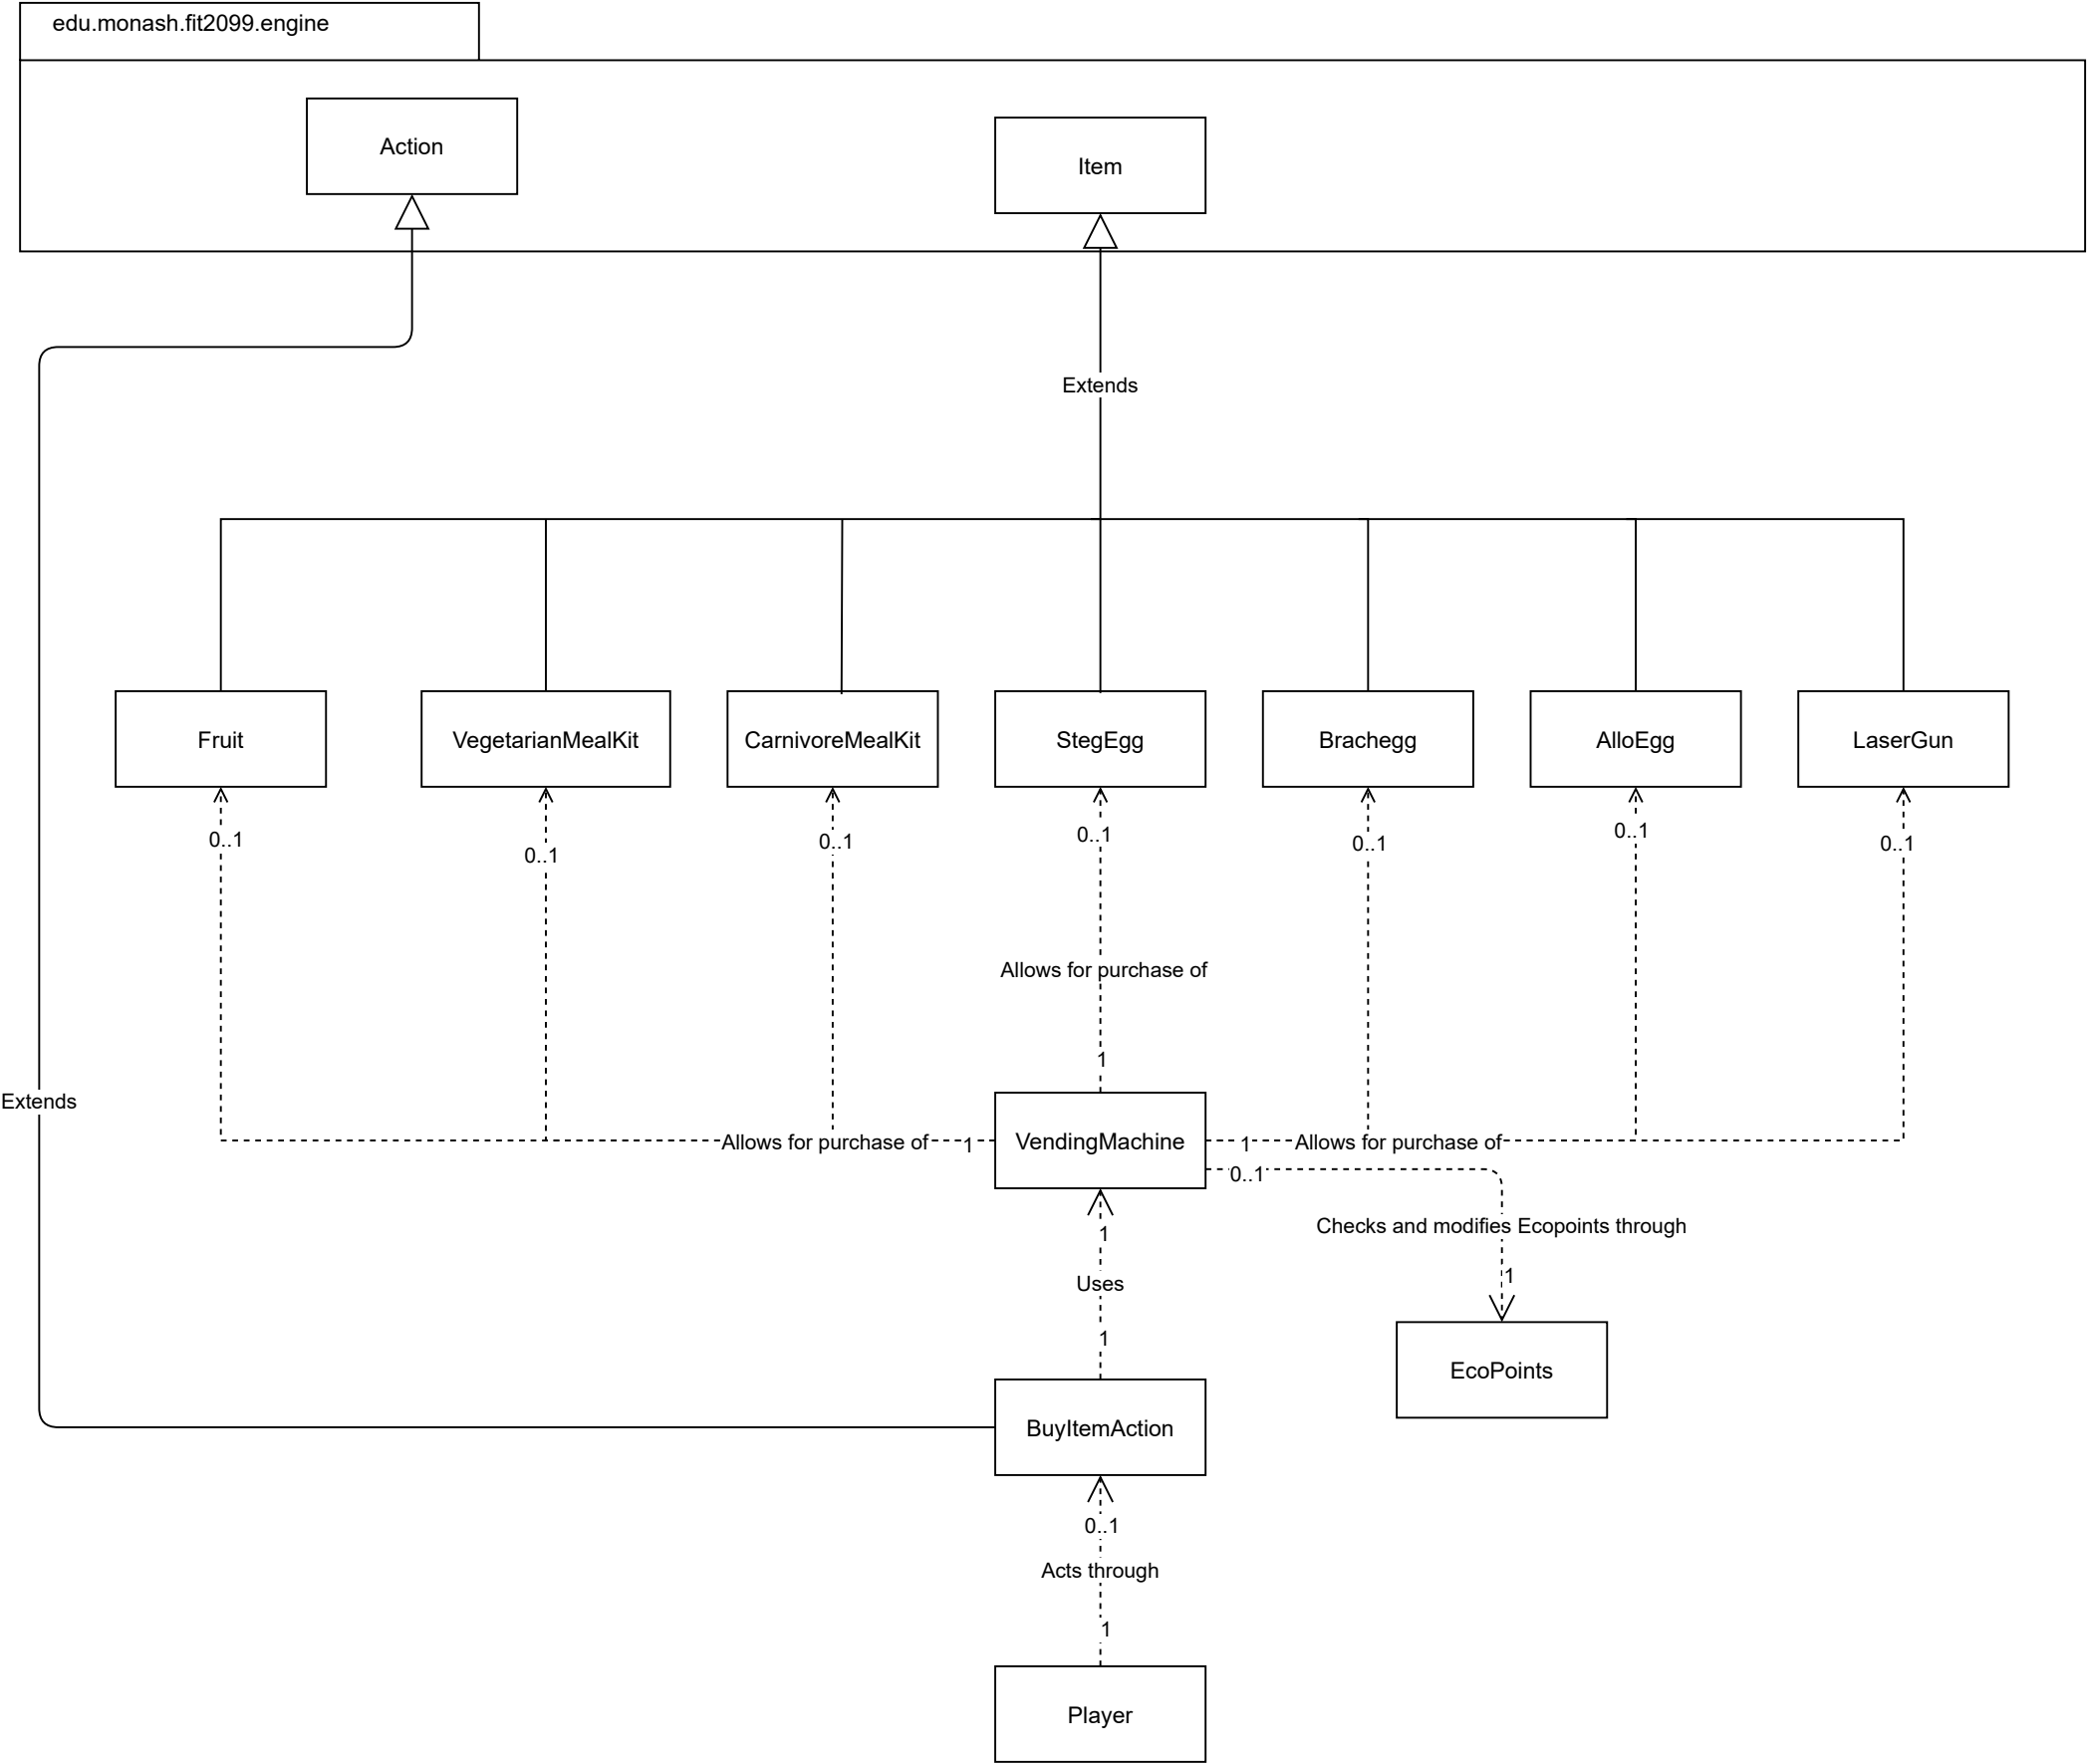 edu.monash.fit2099.engine
Action
Item
Extends
Fruit
VegetarianMealKit
CarnivoreMealKit
StegEgg
Brachegg
AlloEgg
LaserGun
0..1
0..1
0..1
0..1
0..1
0..1
0..1
Allows for purchase of
1
Extends
Allows for purchase of
1
VendingMachine
1
Allows for purchase of
0..1
1
Checks and modifies Ecopoints through
Uses
1
1
EcoPoints
BuyItemAction
0..1
Acts through
1
Player